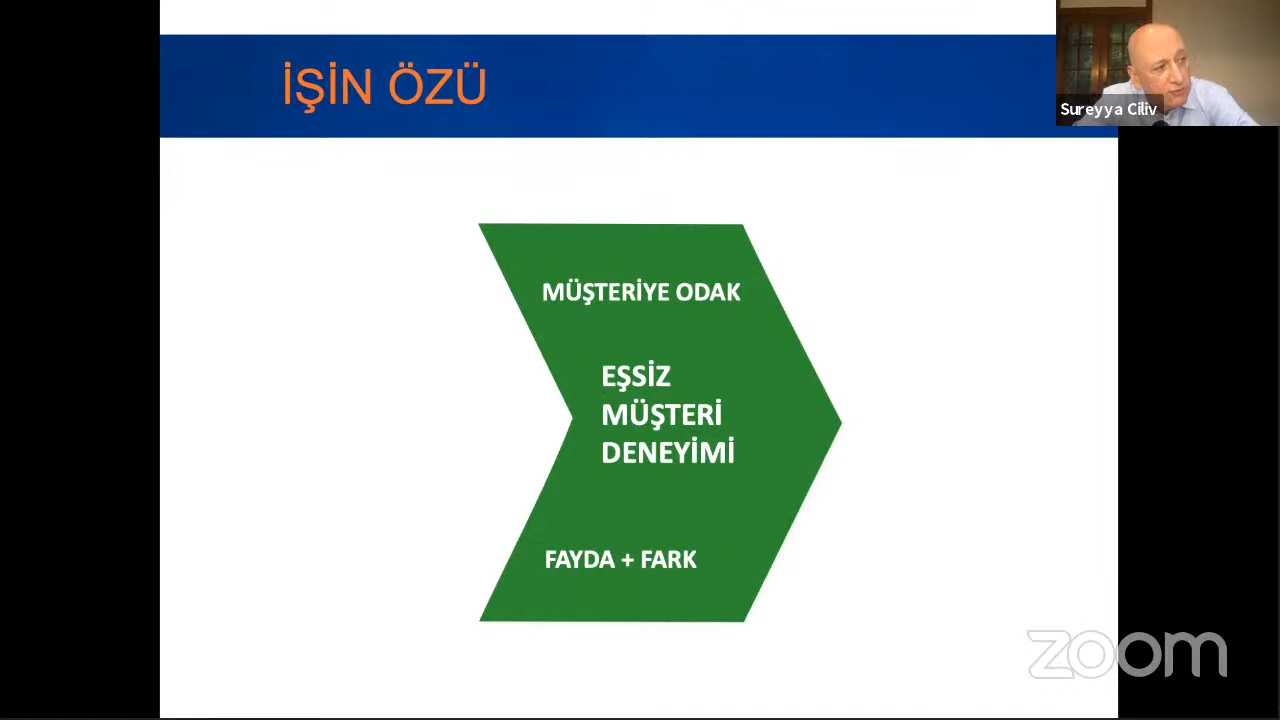 İŞİN ÖZÜ
Sureyya Ciliv
MÜŞTERİYE ODAK
EŞSİZ
MÜŞTERİ
DENEYİMİ
FAYDA + FARK
zoom